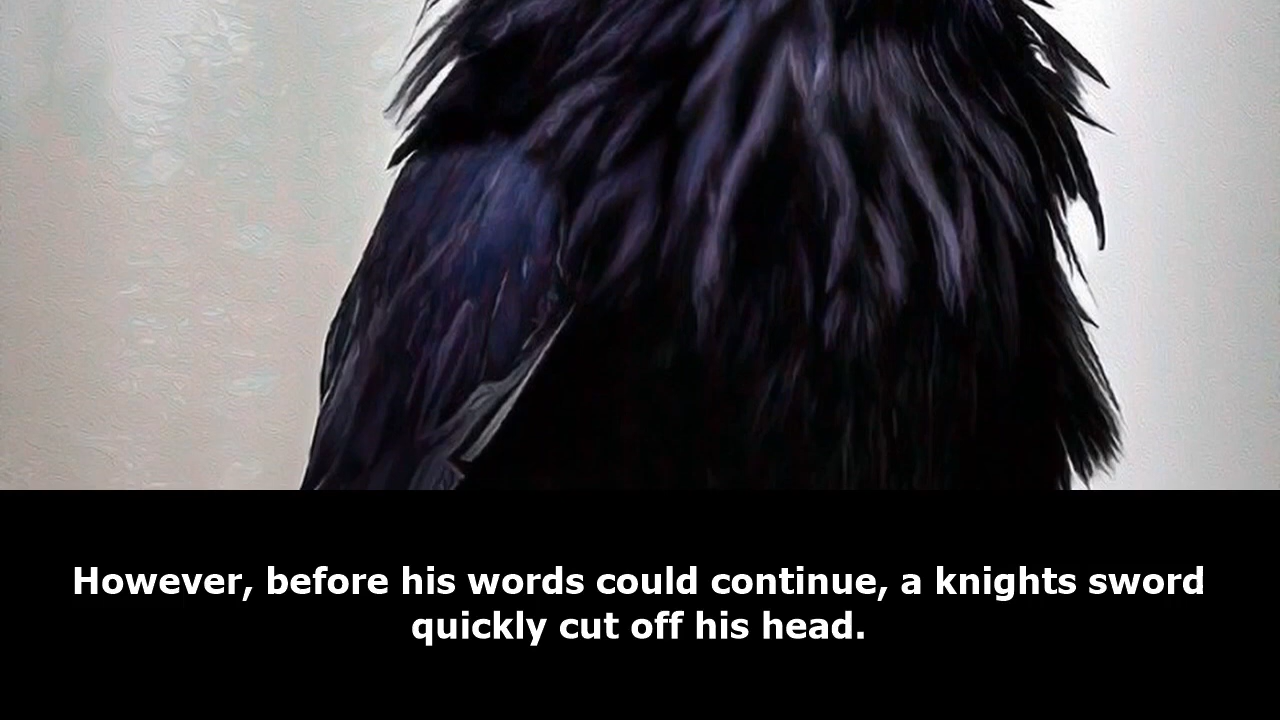 However, before his words could continue, a knights sword
quickly cut off his head.